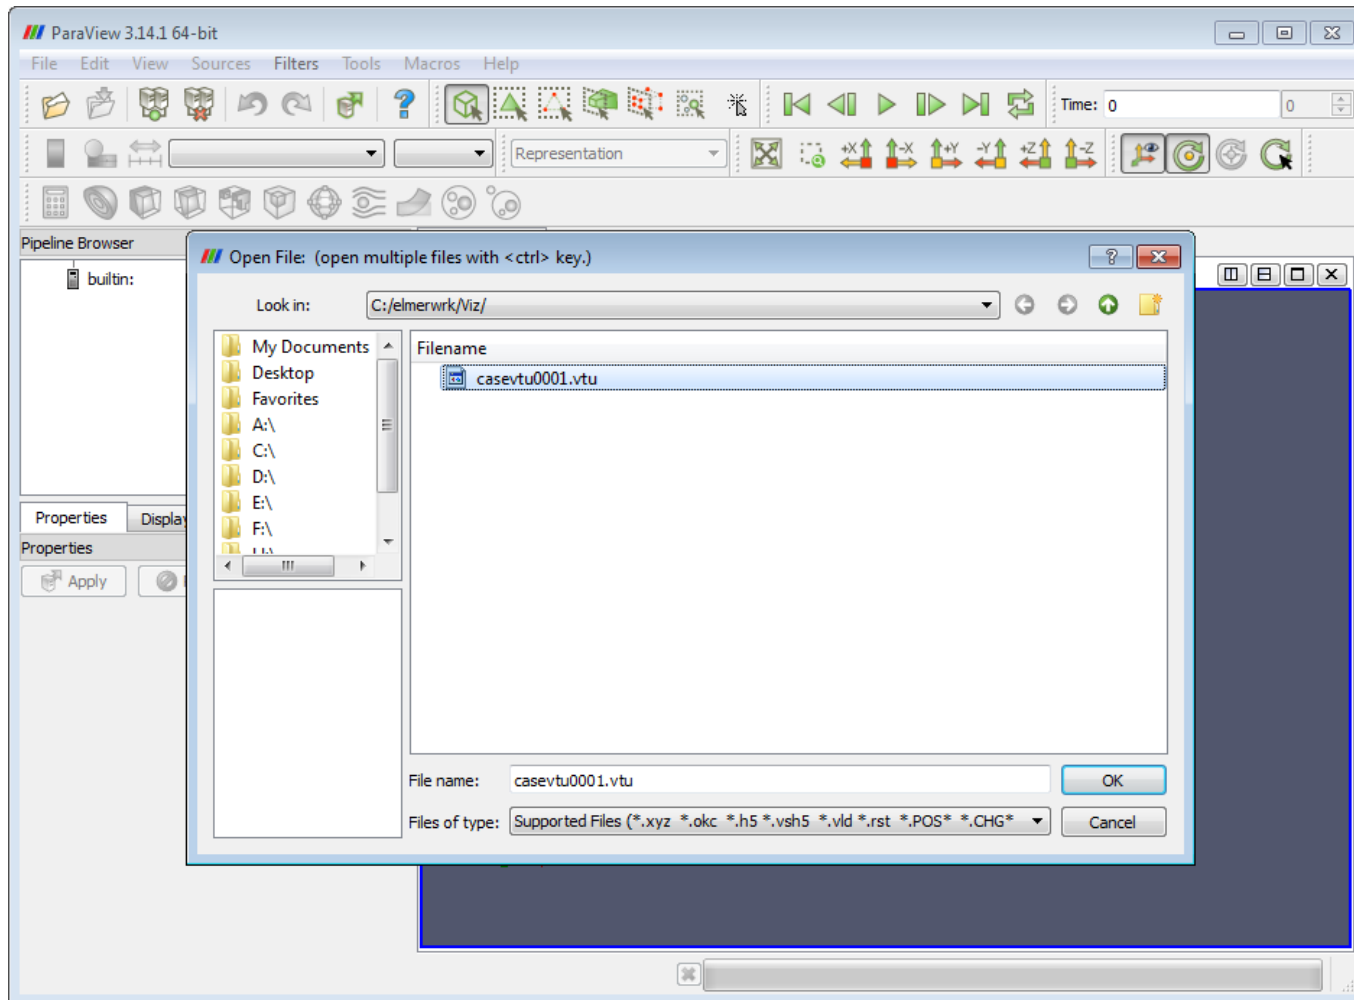 ParaView 3.14.1 64-bit
File Edit View Sources Filters Tools Macros Help
Time: 0 0
Representation
+X -X +Y -Y +Z -Z
Pipeline Browser
builtin:
Open File: (open multiple files with <ctrl> key.)
Look in: C:/elmerwrk/Viz/
My Documents
Desktop
Favorites
A:\
C:\
D:\
E:\
F:\
Filename
casevtu0001.vtu
Properties Display
Properties
Apply
File name: casevtu0001.vtu OK
Files of type: Supported Files (*.xyz *.okc *.h5 *.vsh5 *.vld *.rst *.POS* *.CHG* Cancel